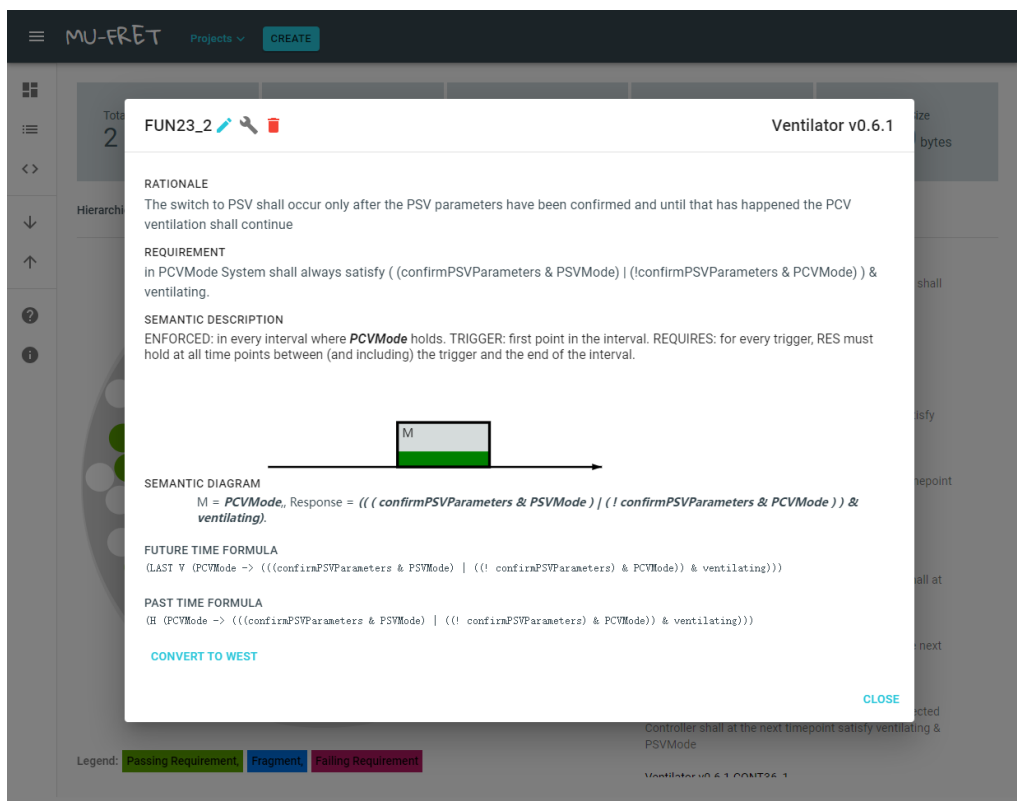 MU-FRET Projects CREATE
Tota
2
ize
bytes
Hierarchi
FUN23_2 Ventilator v0.6.1
RATIONALE
The switch to PSV shall occur only after the PSV parameters have been confirmed and until that has happened the PCV
ventilation shall continue
REQUIREMENT
in PCVMode System shall always satisfy ( (confirmPSVParameters & PSVMode) | (!confirmPSVParameters & PCVMode) ) &
ventilating.
shall
SEMANTIC DESCRIPTION
ENFORCED: in every interval where PCVMode holds. TRIGGER: first point in the interval. REQUIRES: for every trigger, RES must
hold at all time points between (and including) the trigger and the end of the interval.
isfy
M
SEMANTIC DIAGRAM
nepoint
M = PCVMode,, Response = ((( ( confirmPSVParameters & PSVMode ) | ( ! confirmPSVParameters & PCVMode ) ) &
ventilating).
FUTURE TIME FORMULA
(LAST V (PCVMode -> (((confirmPSVParameters & PSVMode) | ((! confirmPSVParameters) & PCVMode)) & ventilating)))
all at
PAST TIME FORMULA
(H (PCVMode -> (((confirmPSVParameters & PSVMode) | ((! confirmPSVParameters) & PCVMode)) & ventilating)))
next
CONVERT TO WEST
CLOSE
ected
Controller shall at the next timepoint satisfy ventilating &
PSVMode
Legend: Passing Requirement, Fragment, Failing Requirement
Ventilator v0.6.1 CONT36_1